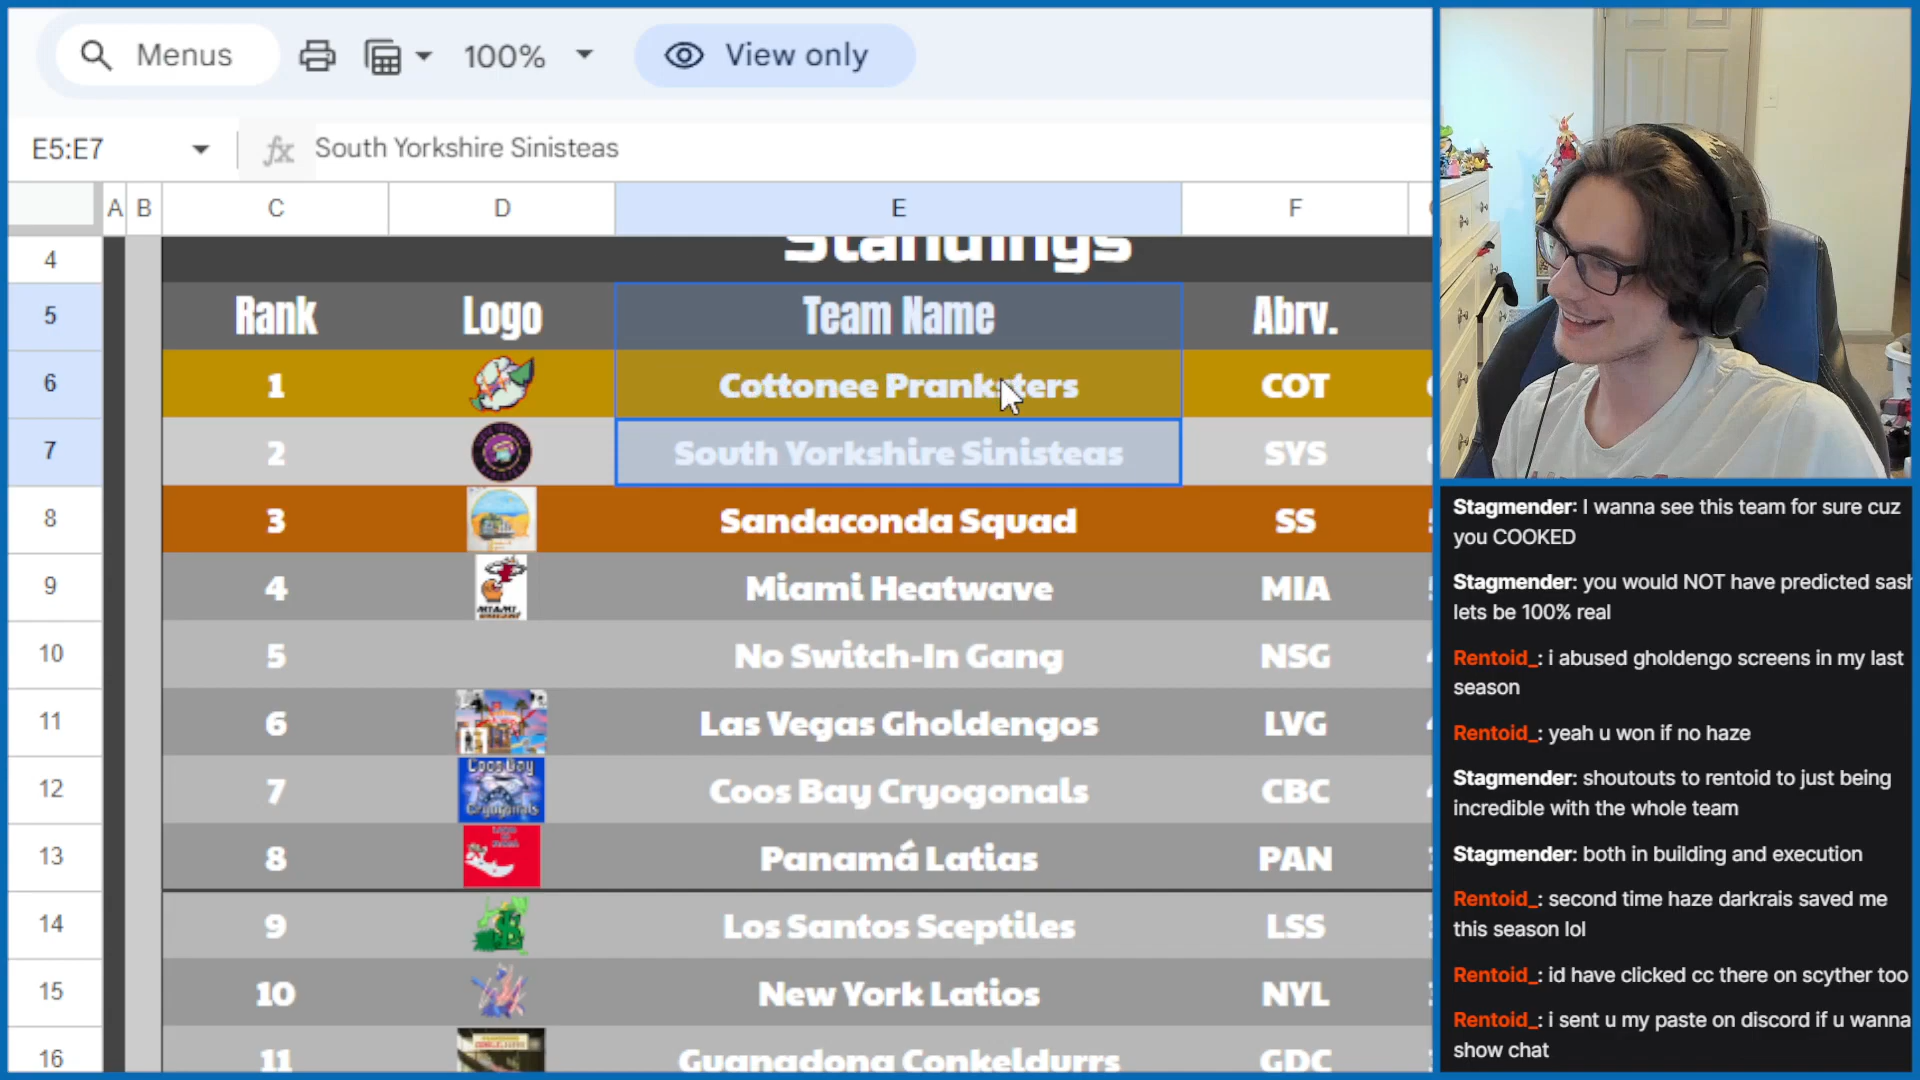 Menus
100%
View only
E5:E7
fx
South Yorkshire Sinisteas
A B C D E F
4 Standings
5 Rank Logo Team Name Abrv.
6 1 Cottonee Pranksters COT
7 2 South Yorkshire Sinisteas SYS
8 3 Sandaconda Squad SS
9 4 Miami Heatwave MIA
10 5 No Switch-In Gang NSG
11 6 Las Vegas Gholdengos LVG
12 7 Coos Bay Cryogonals CBC
13 8 Panamá Latias PAN
14 9 Los Santos Sceptiles LSS
15 10 New York Latios NYL
16 11 Guangdong Conkeldurrs GDC
Coos Bay
Cryogonals
MIAMI
Stagmender: I wanna see this team for sure cuz
you COOKED
Stagmender: you would NOT have predicted sash
lets be 100% real
Rentoid_: i abused gholdengo screens in my last
season
Rentoid_: yeah u won if no haze
Stagmender: shoutouts to rentoid to just being
incredible with the whole team
Stagmender: both in building and execution
Rentoid_: second time haze darkrais saved me
this season lol
Rentoid_: id have clicked cc there on scyther too
Rentoid_: i sent u my paste on discord if u wanna
show chat